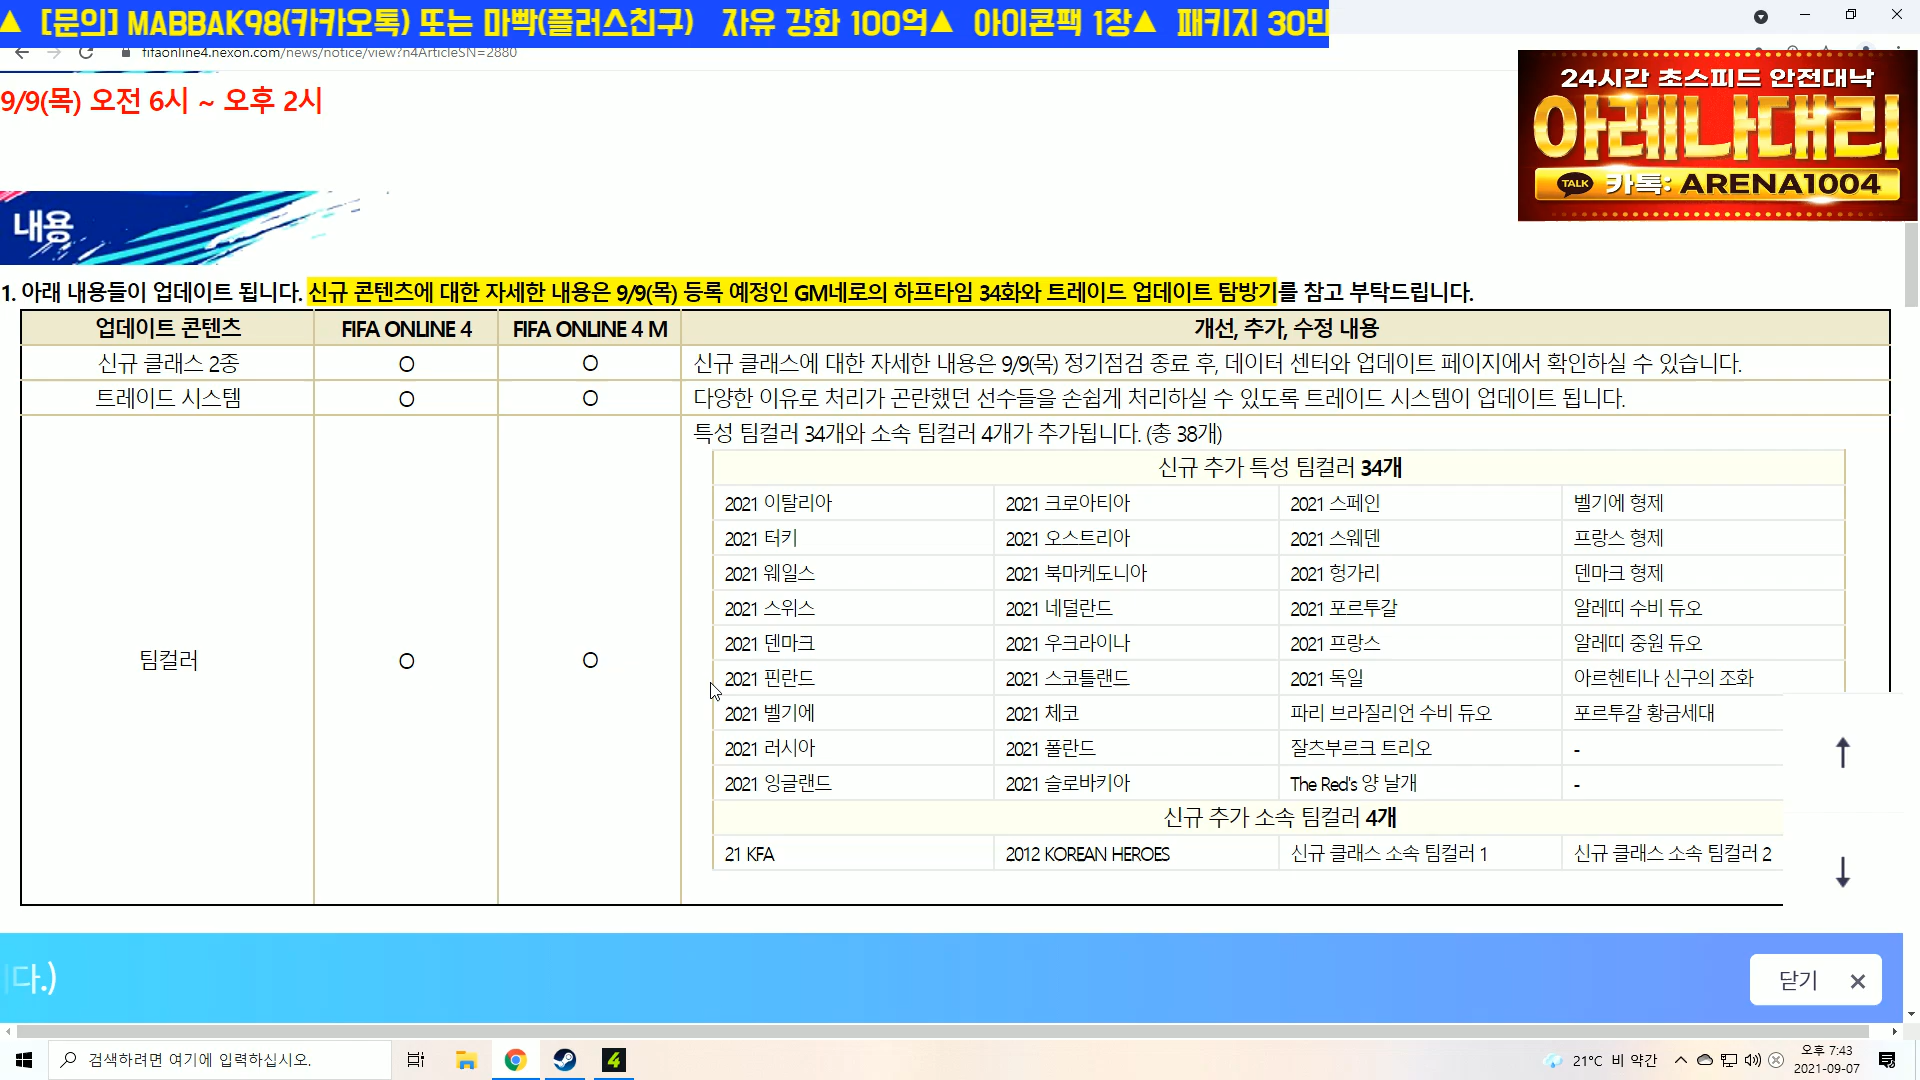 ▲ [문의] MABBAK98(카카오톡) 또는 마빡(플러스친구) 자유 강화 100억▲ 아이콘팩 1장▲ 패키지 30만
fifaonline4.nexon.com/news/notice/view?n4ArticleSN=2880
24시간 초스피드 안전대낙
아레나대리
TALK 카톡: ARENA1004
9/9(목) 오전 6시 ~ 오후 2시
내용
1. 아래 내용들이 업데이트 됩니다. 신규 콘텐츠에 대한 자세한 내용은 9/9(목) 등록 예정인 GM네로의 하프타임 34화와 트레이드 업데이트 탐방기를 참고 부탁드립니다.
업데이트 콘텐츠 FIFA ONLINE 4 FIFA ONLINE 4 M 개선, 추가, 수정 내용
신규 클래스 2종 O O 신규 클래스에 대한 자세한 내용은 9/9(목) 정기점검 종료 후, 데이터 센터와 업데이트 페이지에서 확인하실 수 있습니다.
트레이드 시스템 O O 다양한 이유로 처리가 곤란했던 선수들을 손쉽게 처리하실 수 있도록 트레이드 시스템이 업데이트 됩니다.
특성 팀컬러 34개와 소속 팀컬러 4개가 추가됩니다. (총 38개)
신규 추가 특성 팀컬러 34개
2021 이탈리아 2021 크로아티아 2021 스페인 벨기에 형제
2021 터키 2021 오스트리아 2021 스웨덴 프랑스 형제
2021 웨일스 2021 북마케도니아 2021 헝가리 덴마크 형제
2021 스위스 2021 네덜란드 2021 포르투갈 알레띠 수비 듀오
2021 덴마크 2021 우크라이나 2021 프랑스 알레띠 중원 듀오
팀컬러 O O
2021 핀란드 2021 스코틀랜드 2021 독일 아르헨티나 신구의 조화
2021 벨기에 2021 체코 파리 브라질리언 수비 듀오 포르투갈 황금세대
2021 러시아 2021 폴란드 잘츠부르크 트리오 -
2021 잉글랜드 2021 슬로바키아 The Red's 양 날개 -
신규 추가 소속 팀컬러 4개
21 KFA 2012 KOREAN HEROES 신규 클래스 소속 팀컬러 1 신규 클래스 소속 팀컬러 2
다.)
닫기 ×
검색하려면 여기에 입력하십시오.
4
21°C 비 약간
오후 7:43
2021-09-07